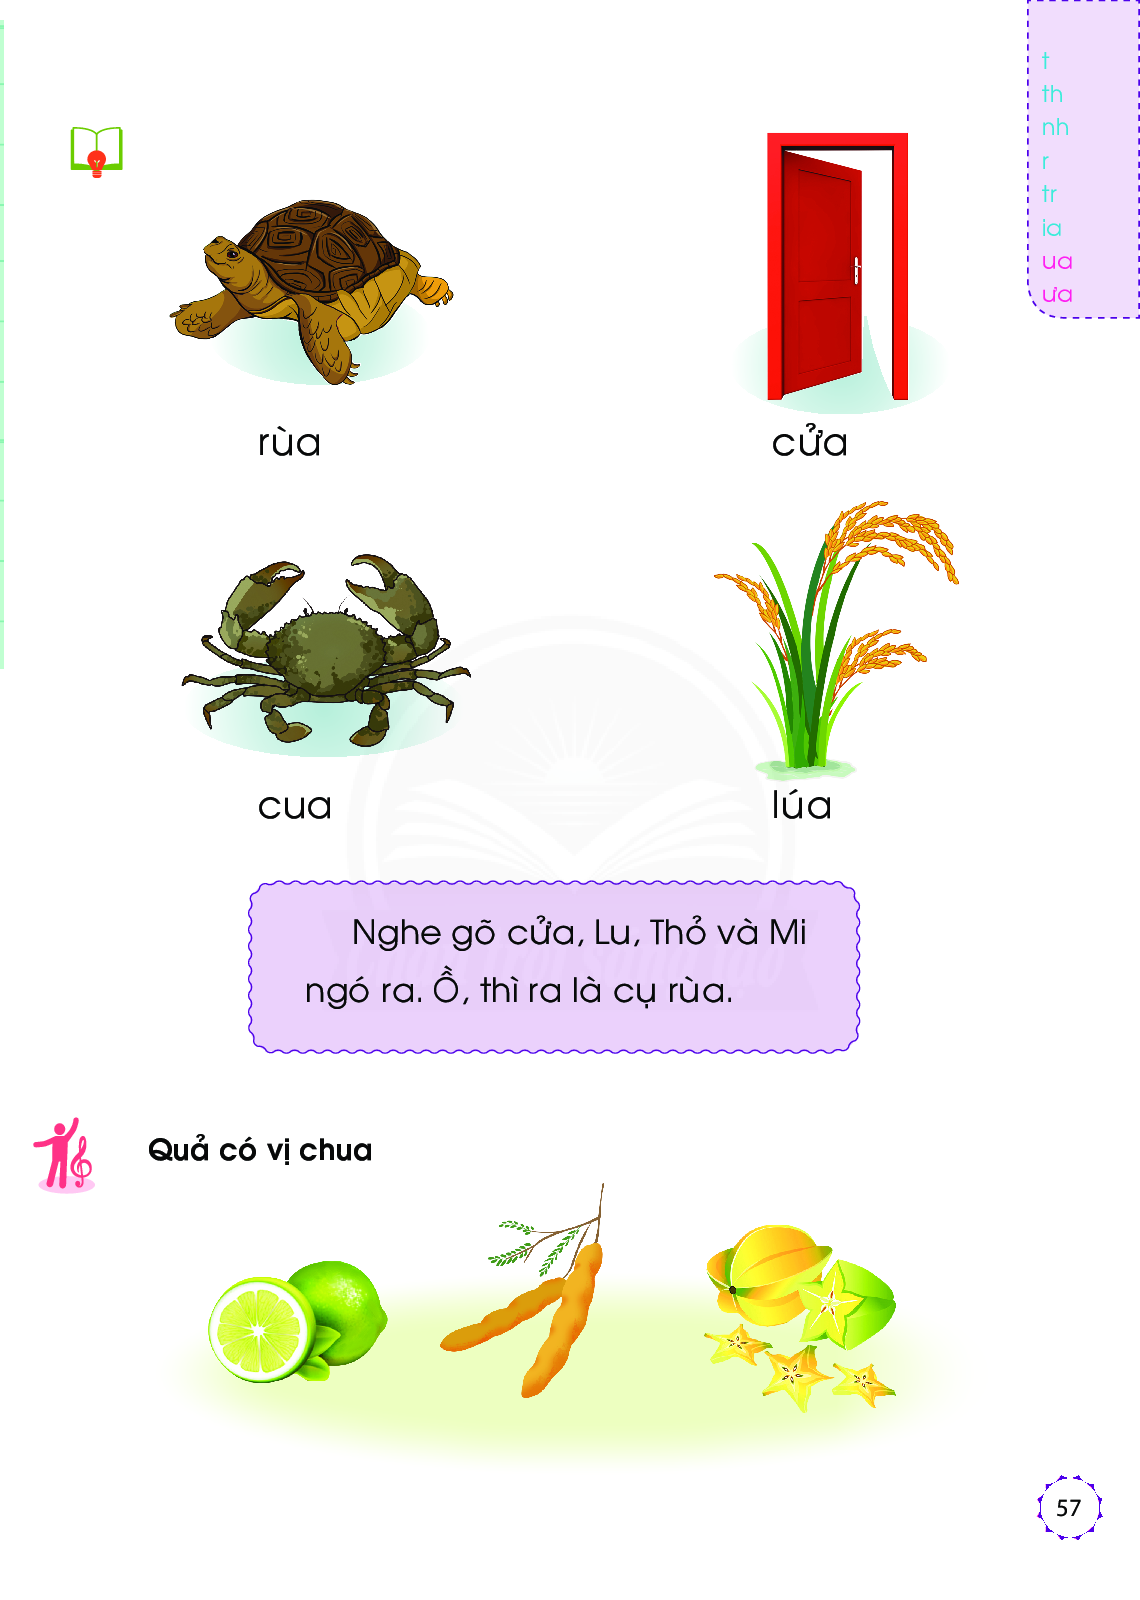 t
th
nh
r
tr
ia
ua
ưa
rùa
cửa
cua
lúa
Nghe gõ cửa, Lu, Thỏ và Mi
ngó ra. Ồ, thì ra là cụ rùa.
Quả có vị chua
57